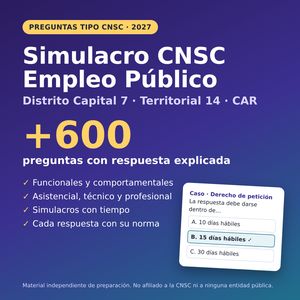 PREGUNTAS TIPO CNSC · 2027
Simulacro CNSC
Empleo Público
Distrito Capital 7 · Territorial 14 · CAR
+600
preguntas con respuesta explicada
✓ Funcionales y comportamentales
✓ Asistencial, técnico y profesional
✓ Simulacros con tiempo
✓ Cada respuesta con su norma
Caso · Derecho de petición
La respuesta debe darse
dentro de...
A. 10 días hábiles
B. 15 días hábiles ✓
C. 30 días hábiles
Material independiente de preparación. No afiliado a la CNSC ni a ninguna entidad pública.